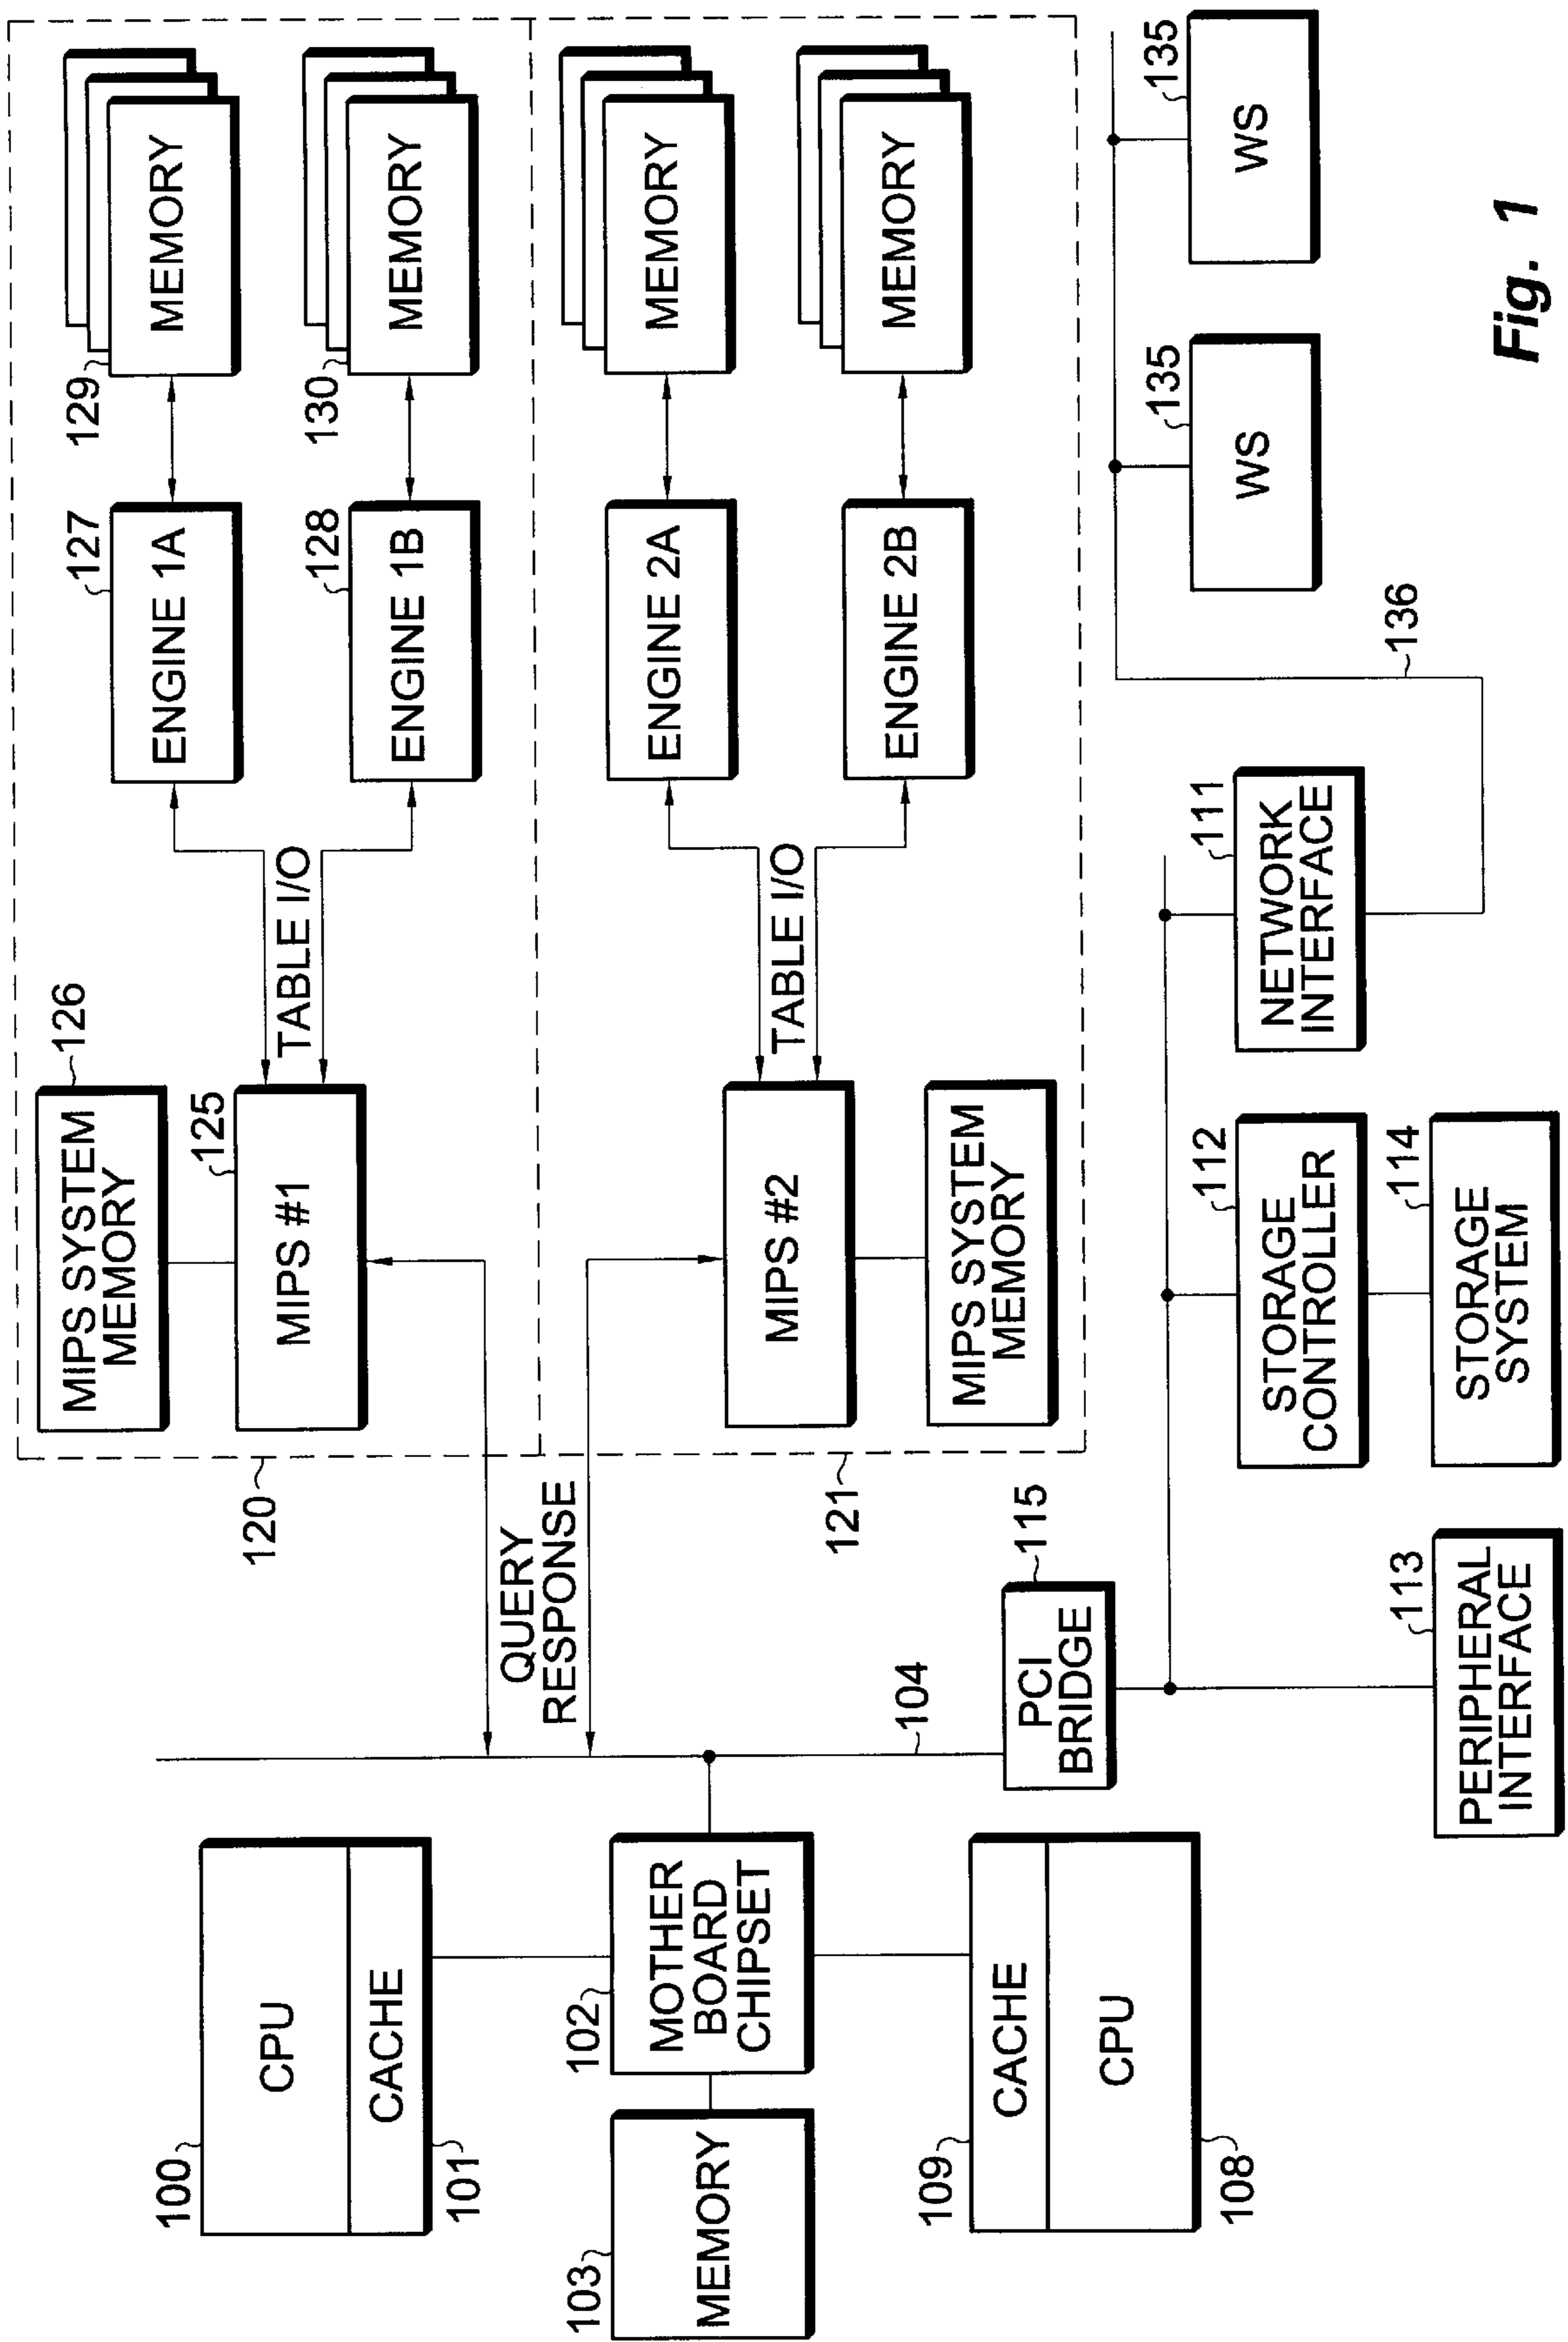 100
CPU
CACHE
101
103
MEMORY
102
MOTHER
BOARD
CHIPSET
109
CACHE
CPU
108
104
QUERY
RESPONSE
PCI
BRIDGE
115
120
MIPS SYSTEM
MEMORY
126
125
MIPS #1
TABLE I/O
127
ENGINE 1A
129
MEMORY
128
ENGINE 1B
130
MEMORY
121
MIPS #2
MIPS SYSTEM
MEMORY
TABLE I/O
ENGINE 2A
MEMORY
ENGINE 2B
MEMORY
113
PERIPHERAL
INTERFACE
112
STORAGE
CONTROLLER
114
STORAGE
SYSTEM
111
NETWORK
INTERFACE
136
135
WS
135
WS
Fig. 1